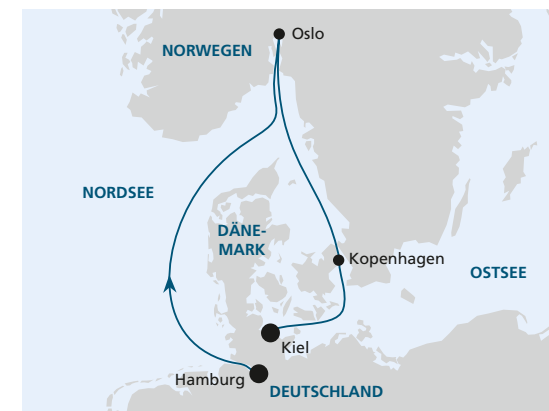 Oslo
NORWEGEN
NORDSEE
DÄNE-
MARK
Kopenhagen
OSTSEE
Kiel
Hamburg
DEUTSCHLAND